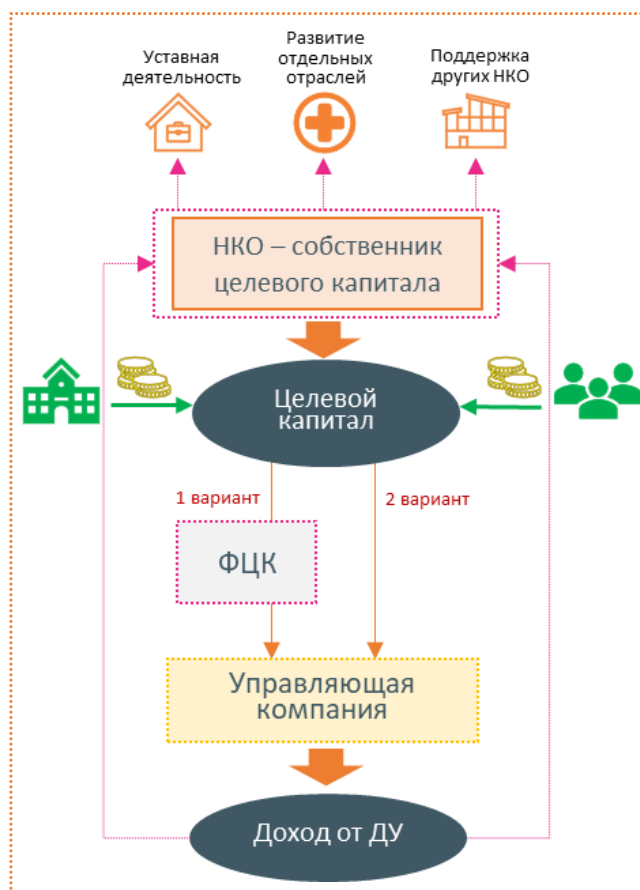 Уставная
деятельность
Развитие
отдельных
отраслей
Поддержка
других НКО
НКО – собственник
целевого капитала
Целевой
капитал
1 вариант
2 вариант
ФЦК
Управляющая
компания
Доход от ДУ